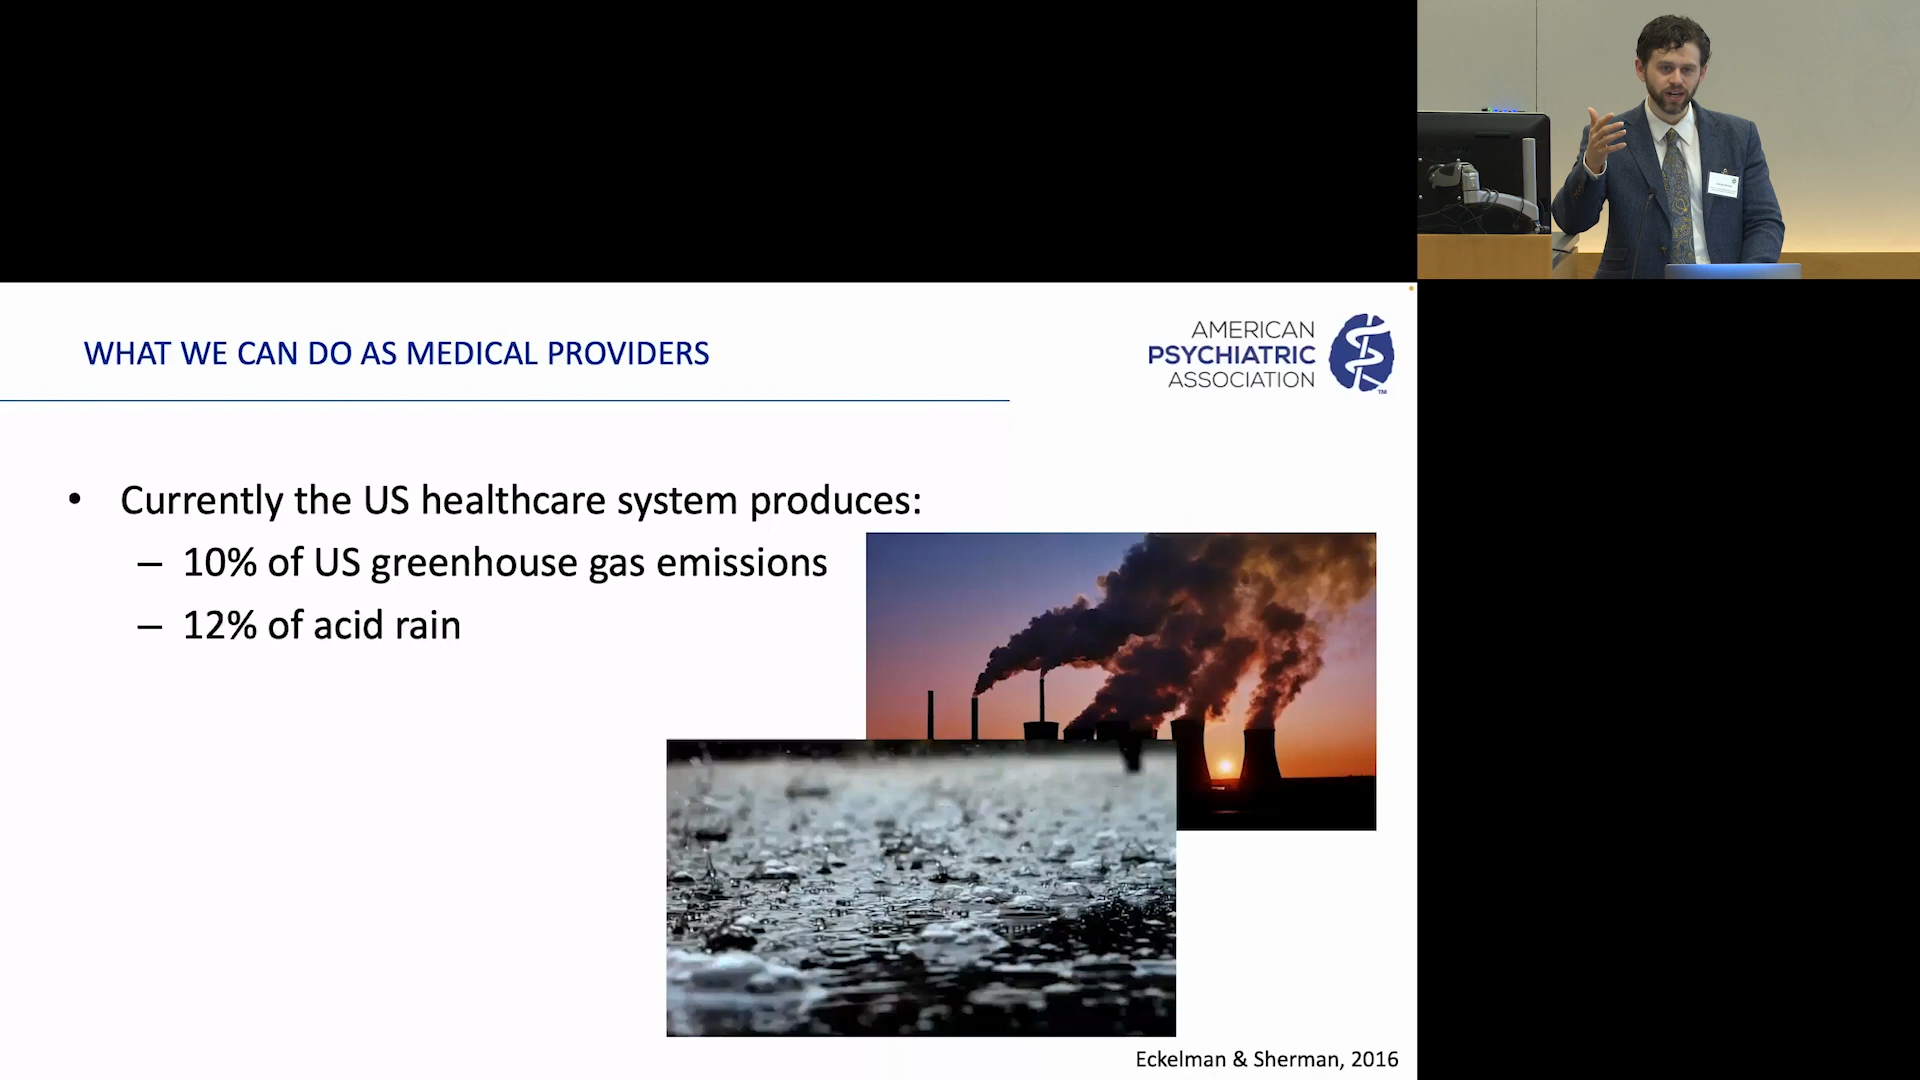 WHAT WE CAN DO AS MEDICAL PROVIDERS
AMERICAN
PSYCHIATRIC
ASSOCIATION
TM
• Currently the US healthcare system produces:
– 10% of US greenhouse gas emissions
– 12% of acid rain
Eckelman & Sherman, 2016